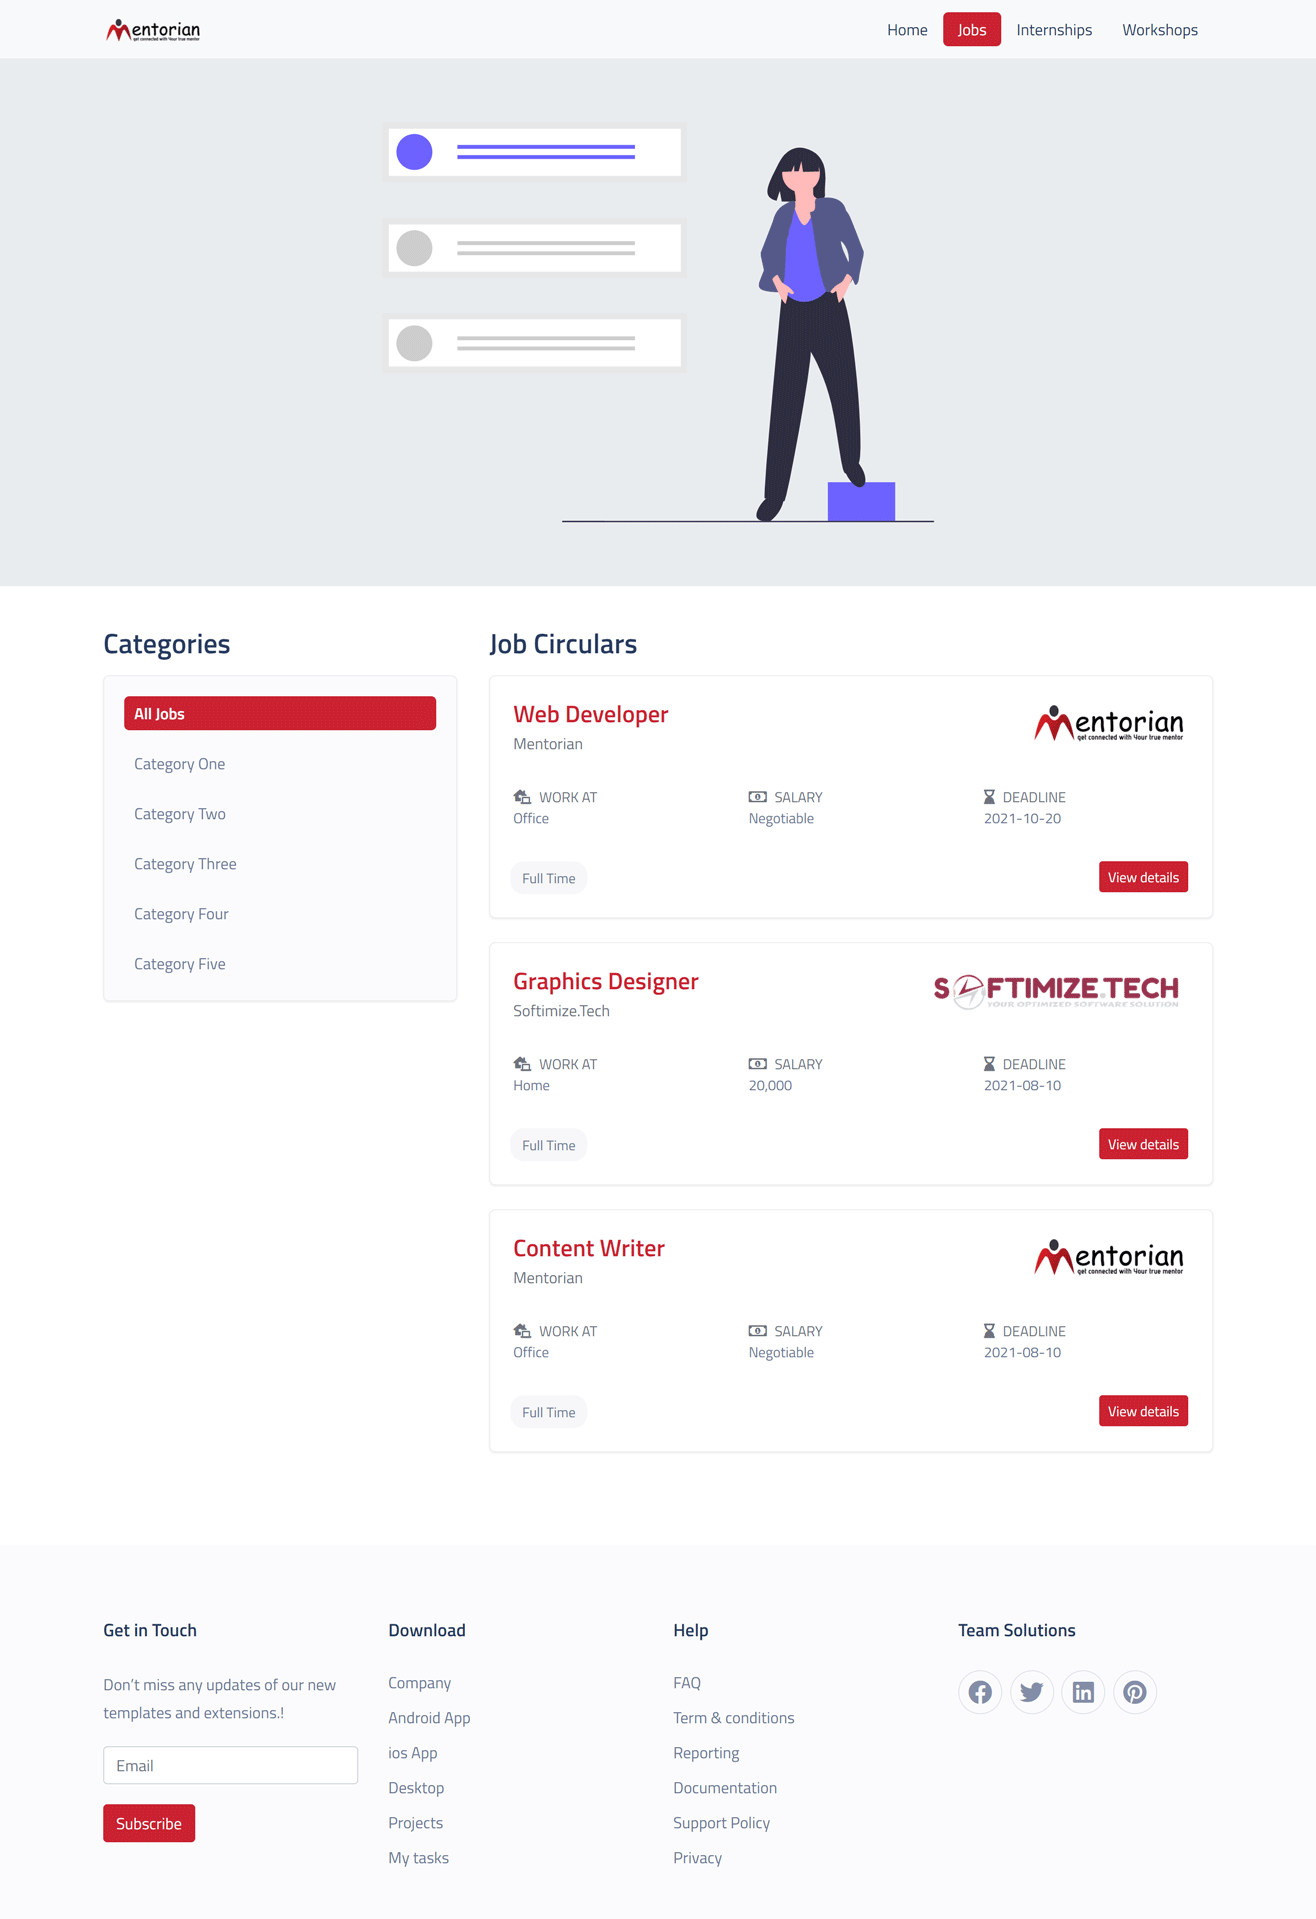 Mentorian
get connected with Your true mentor
Home
Jobs
Internships
Workshops
Categories
All Jobs
Category One
Category Two
Category Three
Category Four
Category Five
Job Circulars
Web Developer
Mentorian
Mentorian
get connected with Your true mentor
WORK AT
Office
SALARY
Negotiable
DEADLINE
2021-10-20
Full Time
View details
Graphics Designer
Softimize.Tech
SOFTIMIZE.TECH
YOUR OPTIMIZED SOFTWARE SOLUTION
WORK AT
Home
SALARY
20,000
DEADLINE
2021-08-10
Full Time
View details
Content Writer
Mentorian
Mentorian
get connected with Your true mentor
WORK AT
Office
SALARY
Negotiable
DEADLINE
2021-08-10
Full Time
View details
Get in Touch
Don't miss any updates of our new
templates and extensions.!
Email
Subscribe
Download
Company
Android App
ios App
Desktop
Projects
My tasks
Help
FAQ
Term & conditions
Reporting
Documentation
Support Policy
Privacy
Team Solutions